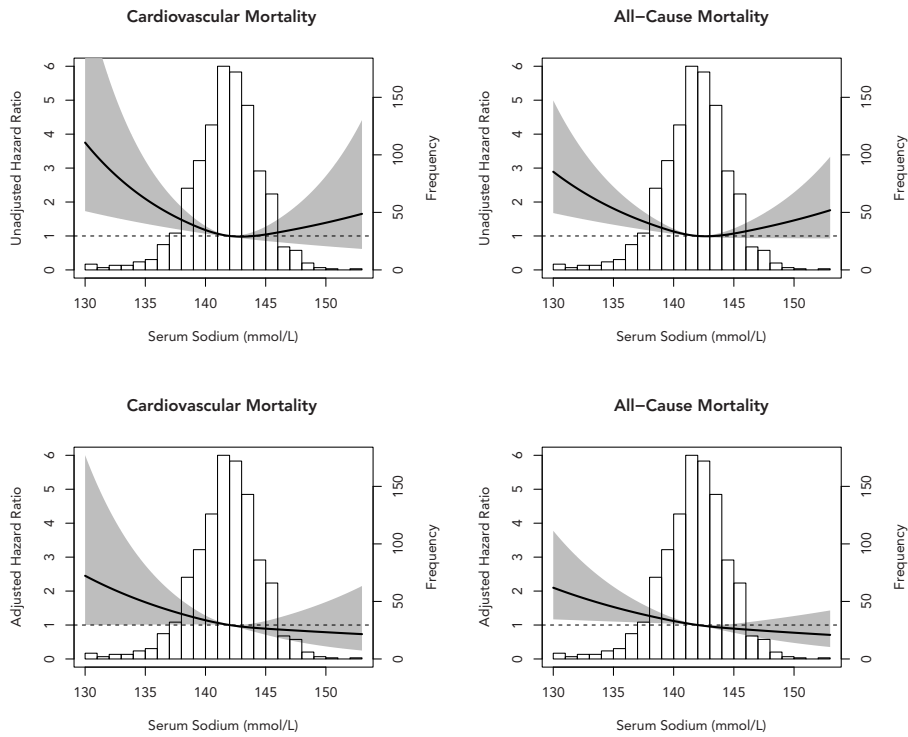 Cardiovascular Mortality
Unadjusted Hazard Ratio
0 1 2 3 4 5 6
130 135 140 145 150
0 50 100 150
Frequency
Serum Sodium (mmol/L)
All−Cause Mortality
Unadjusted Hazard Ratio
0 1 2 3 4 5 6
130 135 140 145 150
0 50 100 150
Frequency
Serum Sodium (mmol/L)
Cardiovascular Mortality
Adjusted Hazard Ratio
0 1 2 3 4 5 6
130 135 140 145 150
0 50 100 150
Frequency
Serum Sodium (mmol/L)
All−Cause Mortality
Adjusted Hazard Ratio
0 1 2 3 4 5 6
130 135 140 145 150
0 50 100 150
Frequency
Serum Sodium (mmol/L)